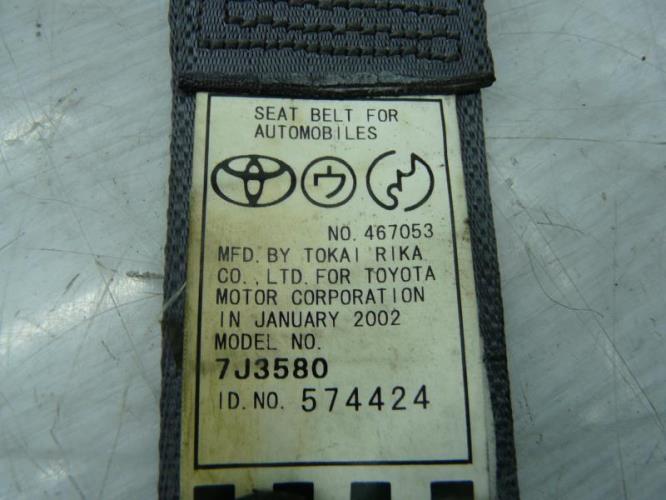 SEAT BELT FOR
AUTOMOBILES
ウ
NO. 467053
MFD. BY TOKAI RIKA
CO., LTD. FOR TOYOTA
MOTOR CORPORATION
IN JANUARY 2002
MODEL NO.
7J3580
ID. NO. 574424